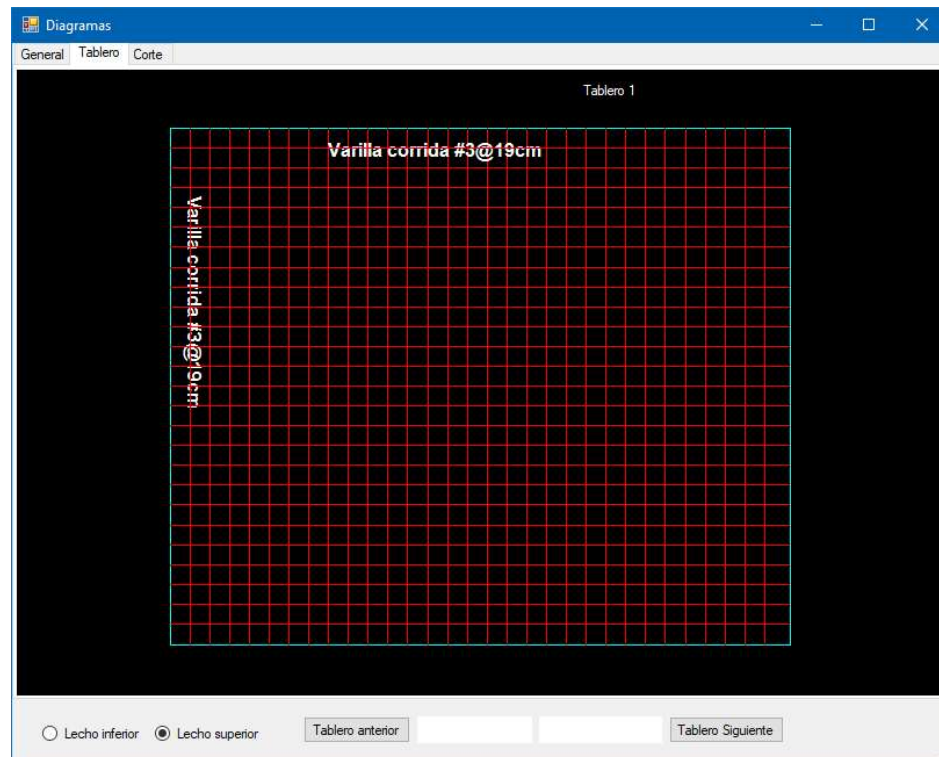 Diagramas
General Tablero Corte
Tablero 1
Varilla corrida #3@19cm
Varilla corrida #3@19cm
Lecho inferior Lecho superior Tablero anterior Tablero Siguiente